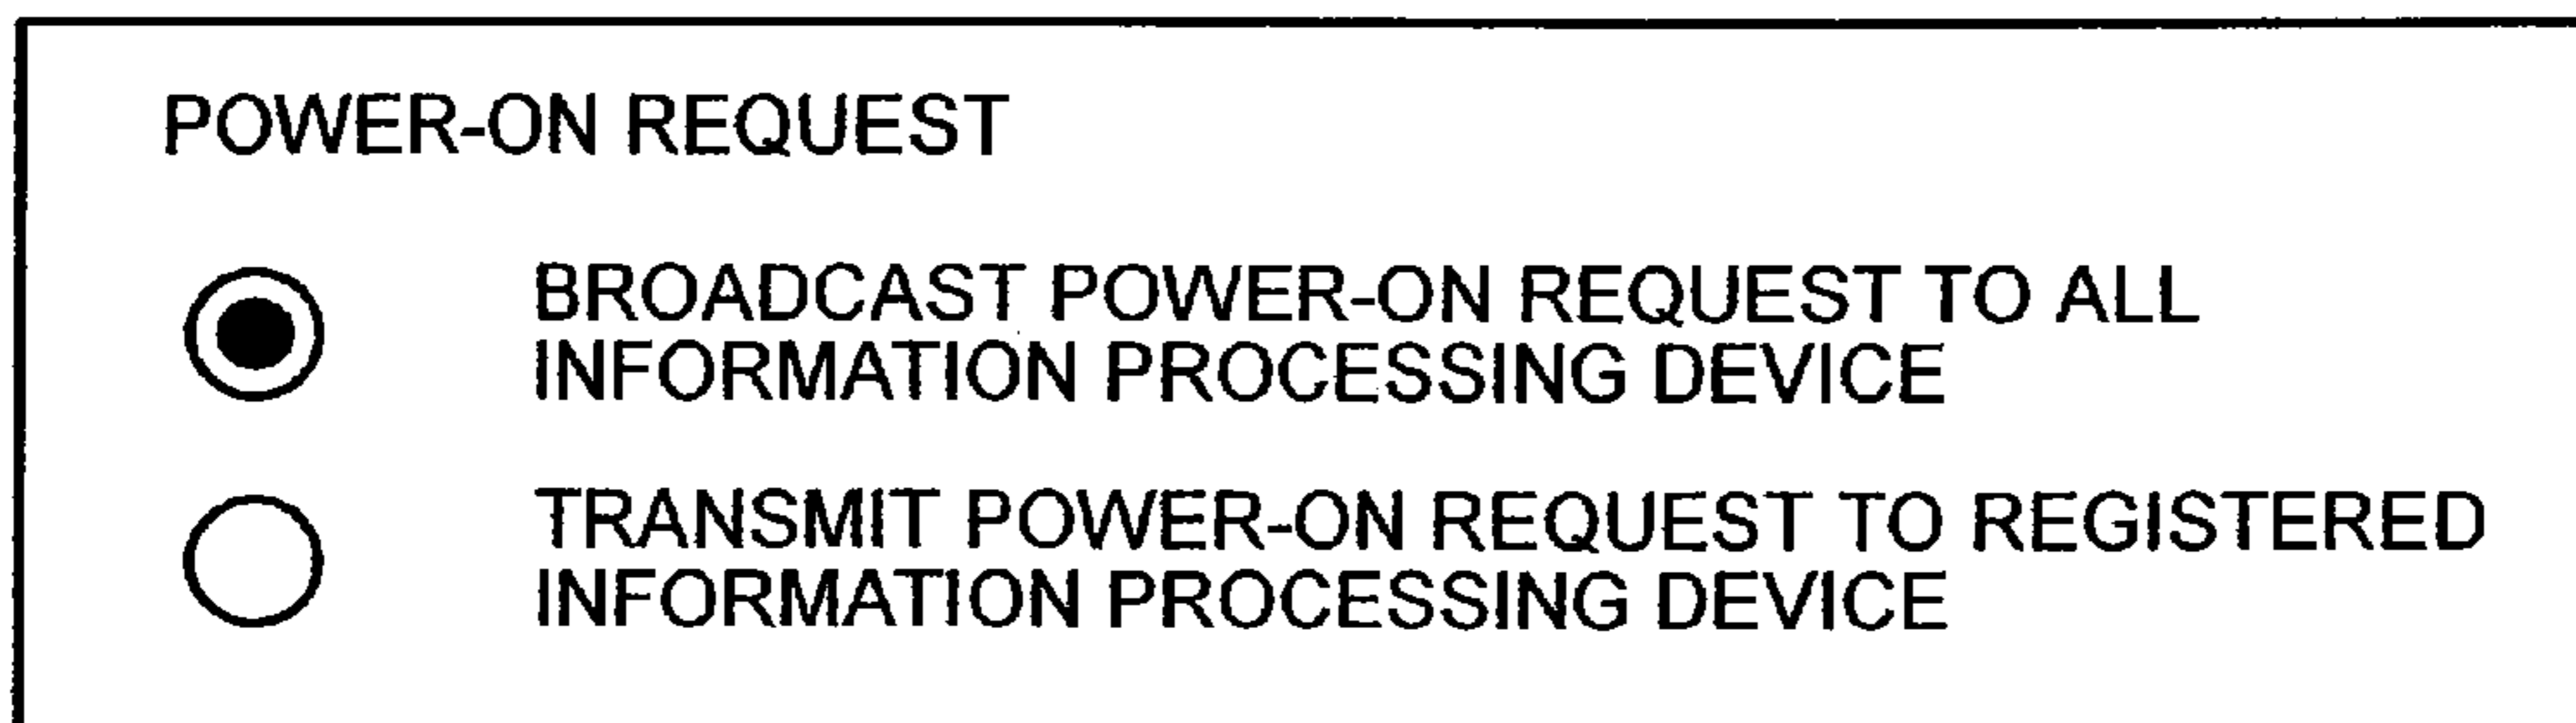 POWER-ON REQUEST
BROADCAST POWER-ON REQUEST TO ALL
INFORMATION PROCESSING DEVICE
TRANSMIT POWER-ON REQUEST TO REGISTERED
INFORMATION PROCESSING DEVICE